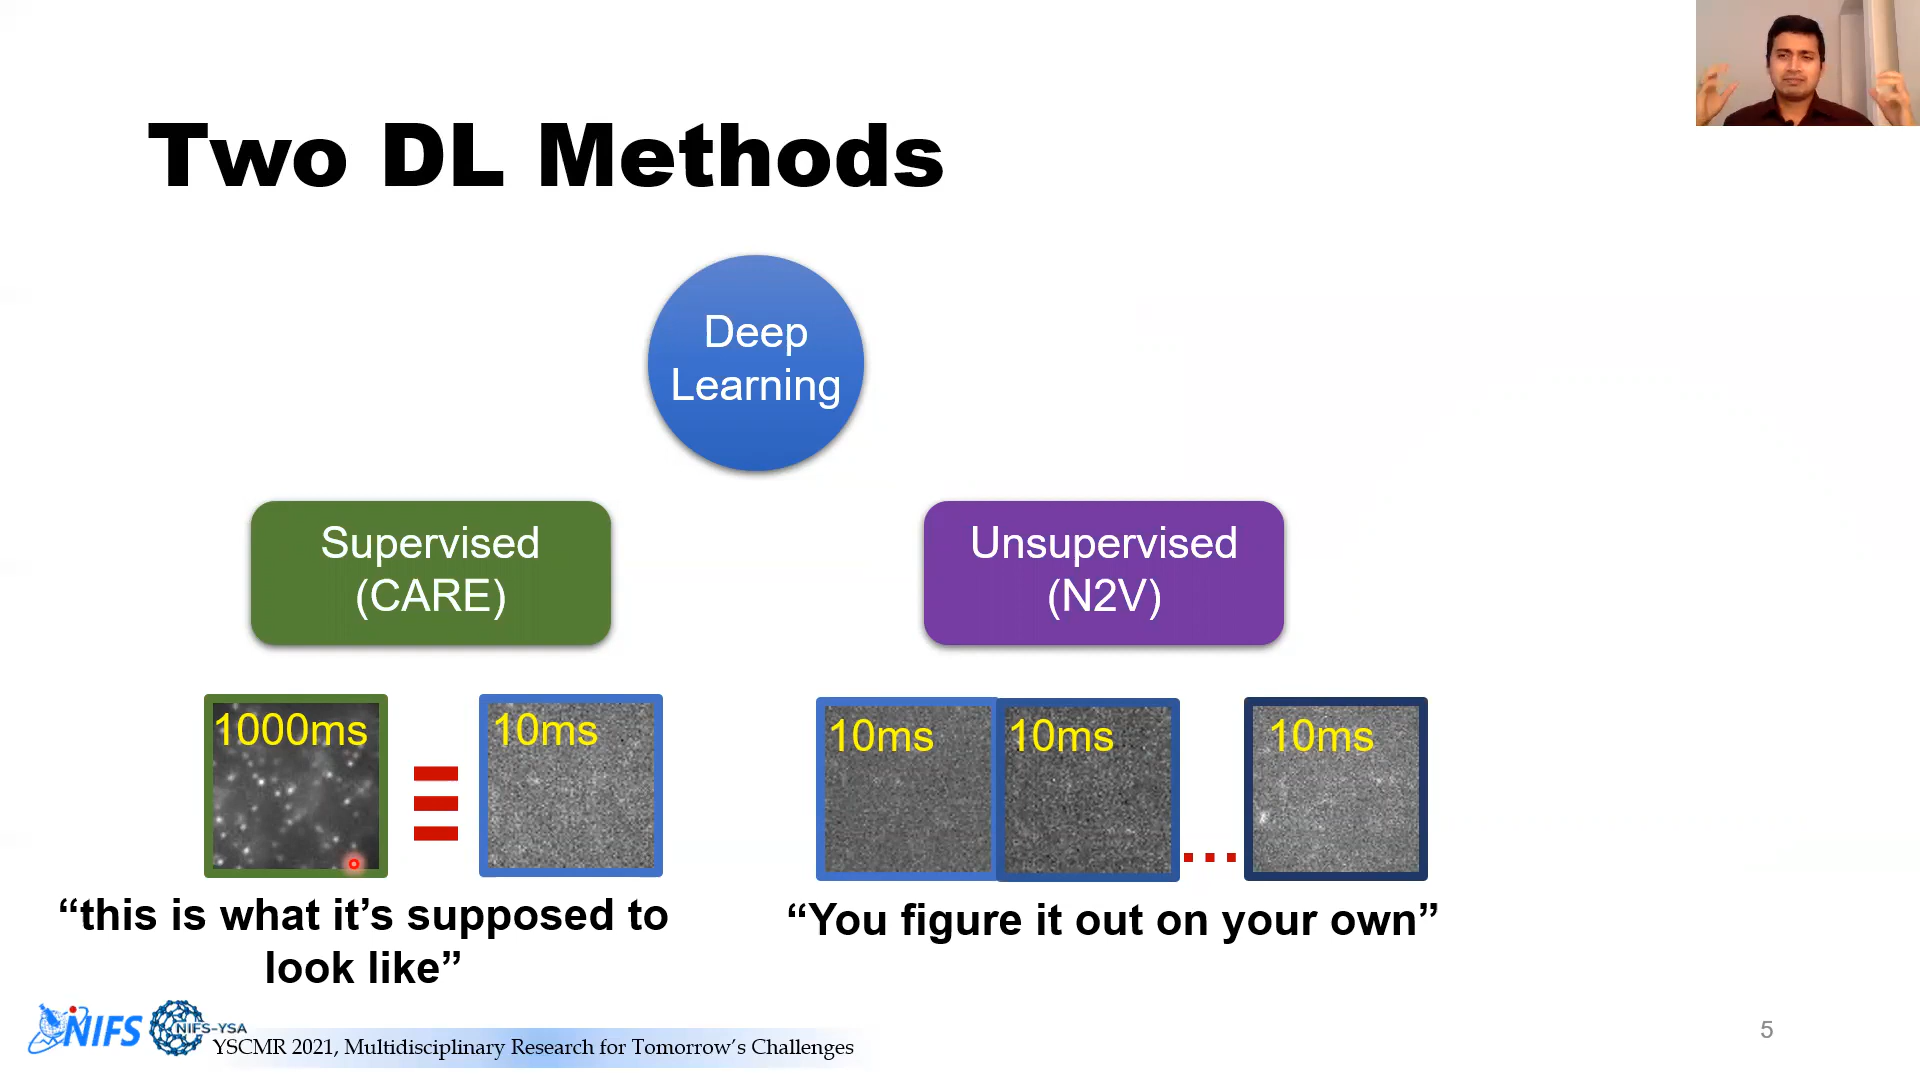 Two DL Methods
Deep
Learning
Supervised
(CARE)
Unsupervised
(N2V)
1000ms
10ms
10ms
10ms
10ms
“this is what it’s supposed to
look like”
“You figure it out on your own”
NIFS
NIFS-YSA
YSCMR 2021, Multidisciplinary Research for Tomorrow’s Challenges
5